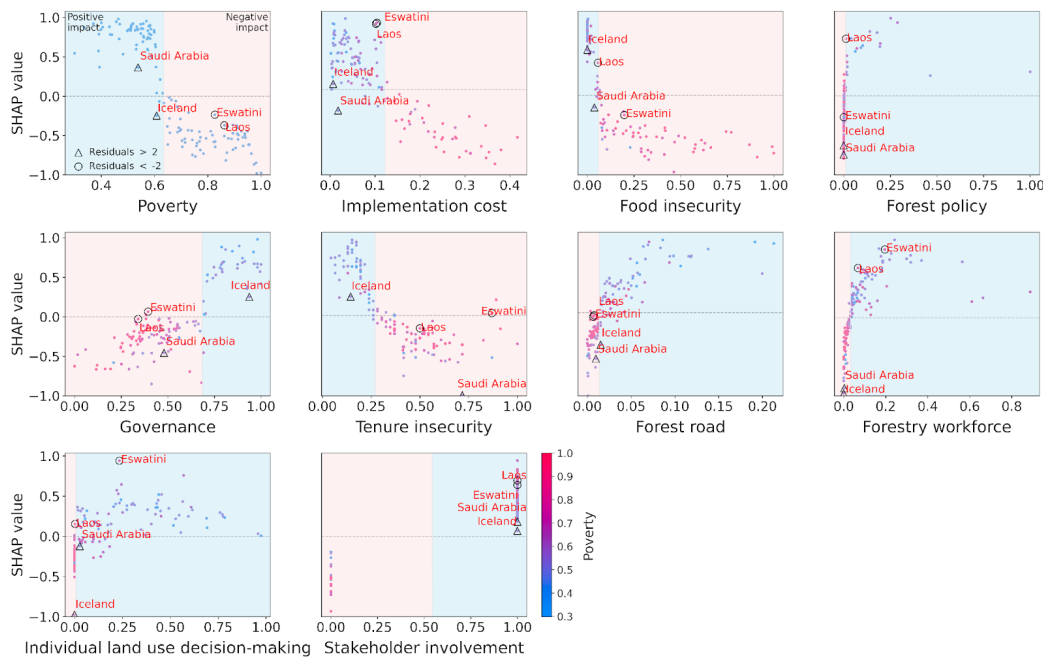 Positive impact
Negative impact
Saudi Arabia
Iceland
Eswatini
Laos
Residuals > 2
Residuals < -2
SHAP value
1.0
0.5
0.0
−0.5
−1.0
0.4 0.6 0.8 1.0
Poverty
Eswatini
Laos
Iceland
Saudi Arabia
0.0 0.1 0.2 0.3 0.4
Implementation cost
Iceland
Laos
Saudi Arabia
Eswatini
0.00 0.25 0.50 0.75 1.00
Food insecurity
Laos
Eswatini
Iceland
Saudi Arabia
0.00 0.25 0.50 0.75 1.00
Forest policy
SHAP value
1.0
0.5
0.0
−0.5
−1.0
Iceland
Eswatini
Laos
Saudi Arabia
0.00 0.25 0.50 0.75 1.00
Governance
Iceland
Eswatini
Laos
Saudi Arabia
0.00 0.25 0.50 0.75 1.00
Tenure insecurity
Laos
Eswatini
Iceland
Saudi Arabia
0.00 0.05 0.10 0.15 0.20
Forest road
Eswatini
Laos
Saudi Arabia
Iceland
0.0 0.2 0.4 0.6 0.8
Forestry workforce
SHAP value
1.0
0.5
0.0
−0.5
−1.0
Eswatini
Laos
Saudi Arabia
Iceland
0.00 0.25 0.50 0.75 1.00
Individual land use decision-making
Laos
Eswatini
Saudi Arabia
Iceland
0.00 0.25 0.50 0.75 1.00
Stakeholder involvement
1.0
0.9
0.8
0.7
0.6
0.5
0.4
0.3
Poverty